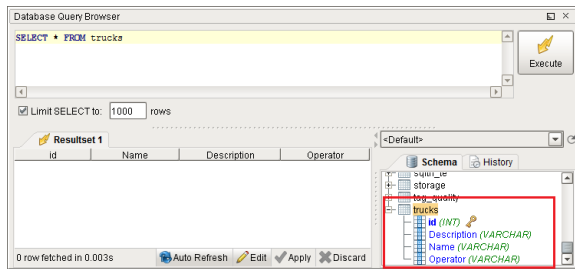 Database Query Browser
SELECT * FROM trucks
Execute
Limit SELECT to: 1000 rows
Resultset 1
<Default>
id Name Description Operator
Schema History
storage
tag_quality
trucks
id (INT)
Description (VARCHAR)
Name (VARCHAR)
Operator (VARCHAR)
0 row fetched in 0.003s Auto Refresh Edit Apply Discard